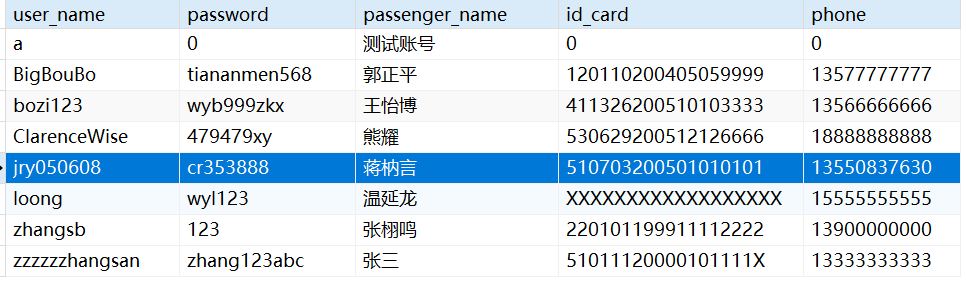 user_name password passenger_name id_card phone
a 0 测试账号 0 0
BigBouBo tiananmen568 郭正平 120110200405059999 13577777777
bozi123 wyb999zkx 王怡博 411326200510103333 13566666666
ClarenceWise 479479xy 熊耀 530629200512126666 18888888888
jry050608 cr353888 蒋枘言 510703200501010101 13550837630
loong wyl123 温延龙 XXXXXXXXXXXXXXXXXX 15555555555
zhangsb 123 张栩鸣 220101199911112222 13900000000
zzzzzzhangsan zhang123abc 张三 51011120000101111X 13333333333